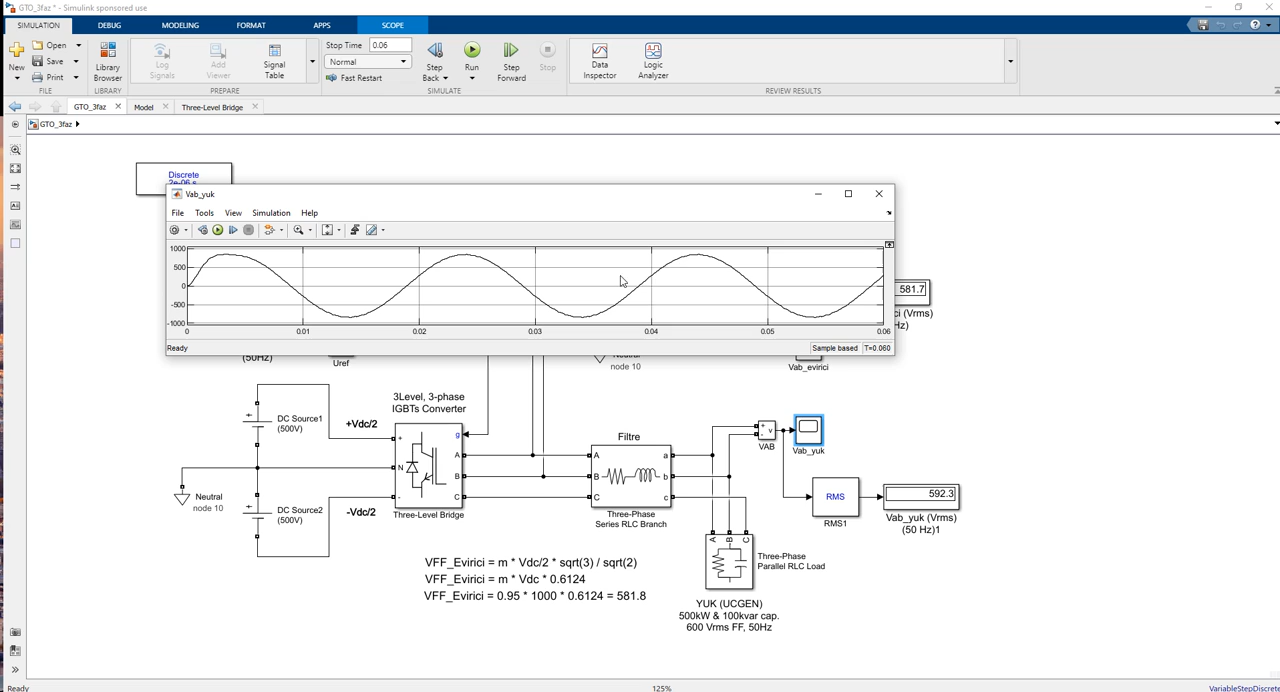 GTO_3faz * - Simulink sponsored use
SIMULATION DEBUG MODELING FORMAT APPS SCOPE
New
Open
Save
Print
FILE
Library Browser
LIBRARY
Log Signals
Add Viewer
Signal Table
PREPARE
Stop Time 0.06
Normal
Fast Restart
Step Back
Run
Step Forward
Stop
SIMULATE
Data Inspector
Logic Analyzer
REVIEW RESULTS
GTO_3faz Model Three-Level Bridge
GTO_3faz
Discrete
2e-06 s
Vab_yuk
File Tools View Simulation Help
1000
500
0
-500
-1000
0 0.01 0.02 0.03 0.04 0.05 0.06
Ready
Sample based T=0.060
581.7
ici (Vrms)
Hz)
(50Hz)
Uref
Neutral
node 10
Vab_evirici
3Level, 3-phase
IGBTs Converter
+Vdc/2
DC Source1
(500V)
g
+
N
-
A
B
C
Three-Level Bridge
Neutral
node 10
DC Source2
(500V)
-Vdc/2
Filtre
A
B
C
a
b
c
Three-Phase
Series RLC Branch
+
-
v
VAB
Vab_yuk
RMS
RMS1
592.3
Vab_yuk (Vrms)
(50 Hz)1
A B C
Three-Phase
Parallel RLC Load
YUK (UCGEN)
500kW & 100kvar cap.
600 Vrms FF, 50Hz
VFF_Evirici = m * Vdc/2 * sqrt(3) / sqrt(2)
VFF_Evirici = m * Vdc * 0.6124
VFF_Evirici = 0.95 * 1000 * 0.6124 = 581.8
Ready
125%
VariableStepDiscrete